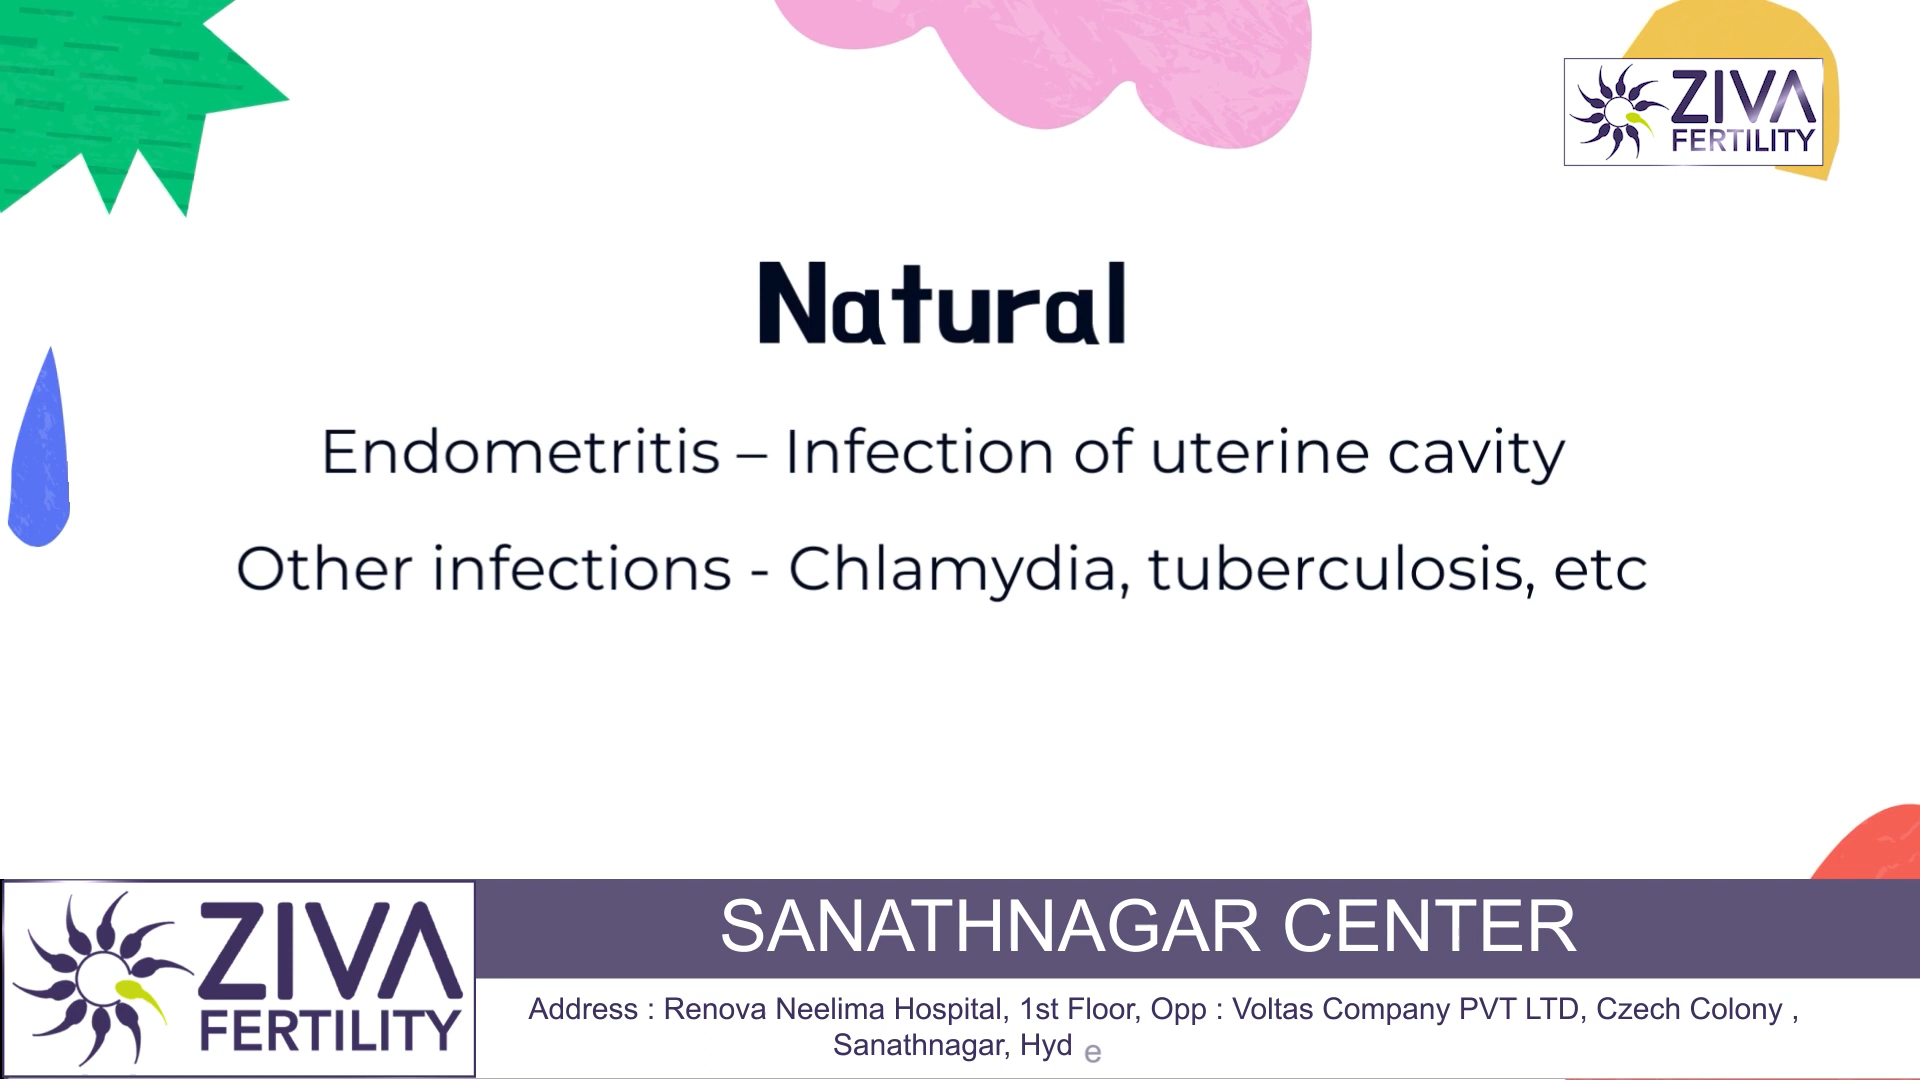 ZIVA
FERTILITY
Natural
Endometritis – Infection of uterine cavity
Other infections - Chlamydia, tuberculosis, etc
ZIVA
FERTILITY
SANATHNAGAR CENTER
Address : Renova Neelima Hospital, 1st Floor, Opp : Voltas Company PVT LTD, Czech Colony ,
Sanathnagar, Hyd e